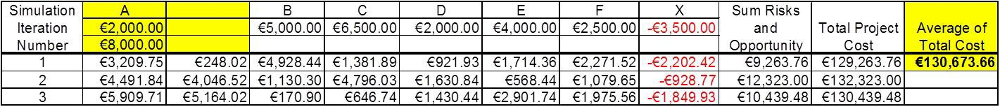 Simulation A B C D E F X Sum Risks
Iteration €2,000.00 €5,000.00 €6,500.00 €2,000.00 €4,000.00 €2,500.00 -€3,500.00 and Total Project Average of
Number €8,000.00 Opportunity Cost Total Cost
1 €3,209.75 €248.02 €4,928.44 €1,381.89 €921.93 €1,714.36 €2,271.52 -€2,202.42 €9,263.76 €129,263.76 €130,673.66
2 €4,491.84 €4,046.52 €1,130.30 €4,796.03 €1,630.84 €568.44 €1,079.65 -€928.77 €12,323.00 €132,323.00
3 €5,909.71 €5,164.02 €170.90 €646.74 €1,430.44 €2,901.74 €1,975.56 -€1,849.93 €10,439.48 €130,439.48